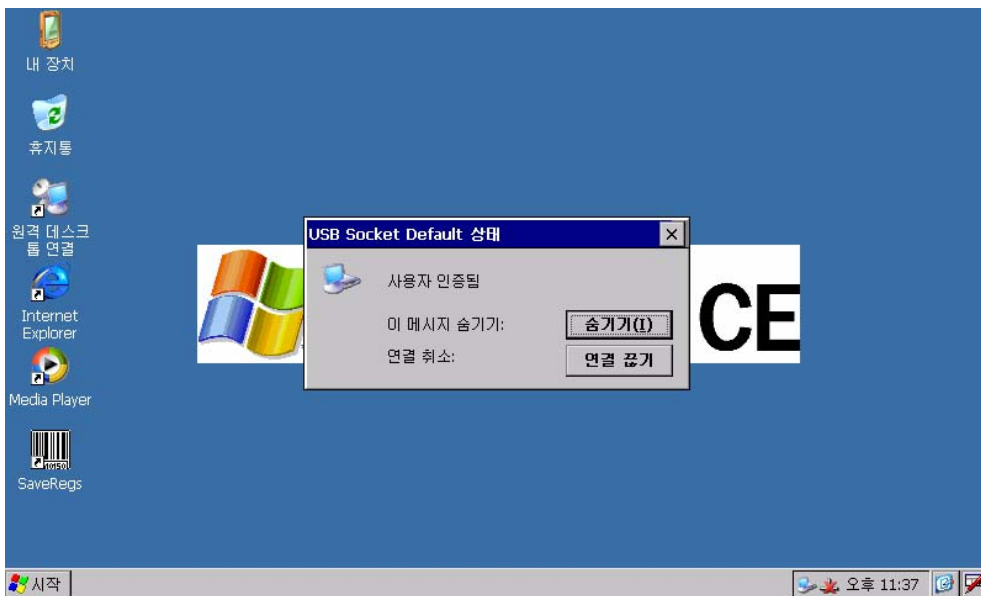 내 장치
휴지통
원격 데스크
톱 연결
Internet
Explorer
Media Player
SaveRegs
USB Socket Default 상태
사용자 인증됨
이 메시지 숨기기:
숨기기(I)
연결 취소:
연결 끊기
CE
시작
오후 11:37